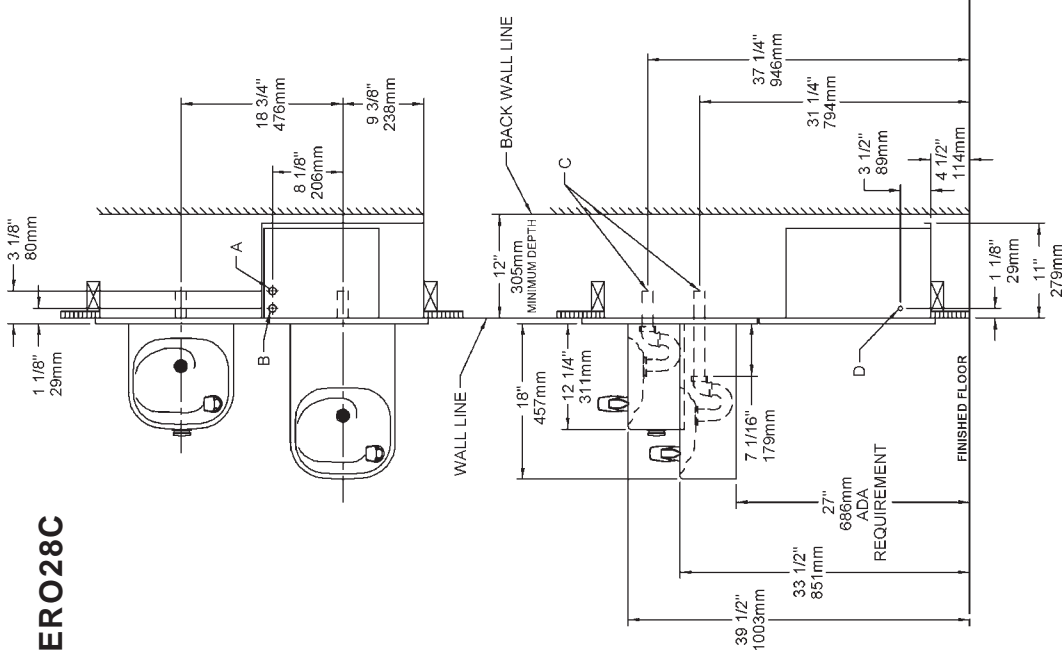 ERO28C
1 1/8"
29mm
3 1/8"
80mm
18 3/4"
476mm
9 3/8"
238mm
8 1/8"
206mm
A
B
WALL LINE
BACK WALL LINE
12"
305mm
MINIMUM DEPTH
C
37 1/4"
946mm
31 1/4"
794mm
3 1/2"
89mm
4 1/2"
114mm
1 1/8"
29mm
11"
279mm
18"
457mm
12 1/4"
311mm
7 1/16"
179mm
D
27"
686mm
ADA
REQUIREMENT
FINISHED FLOOR
33 1/2"
851mm
39 1/2"
1003mm